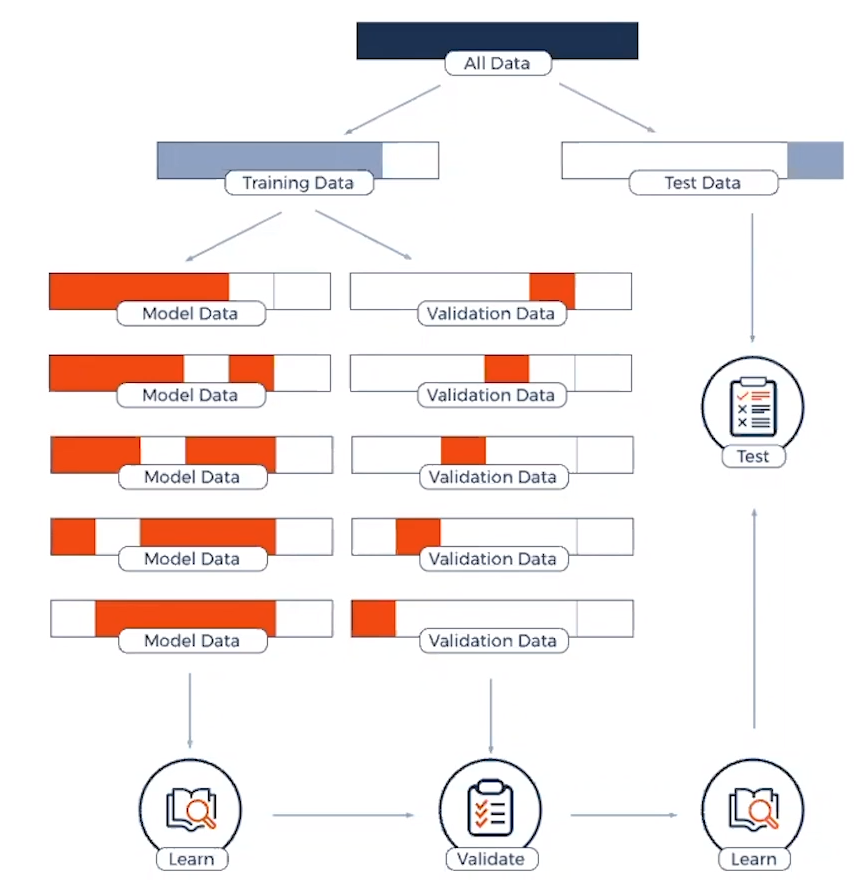 All Data
Training Data
Test Data
Model Data
Validation Data
Model Data
Validation Data
Model Data
Validation Data
Model Data
Validation Data
Model Data
Validation Data
Test
Learn
Validate
Learn